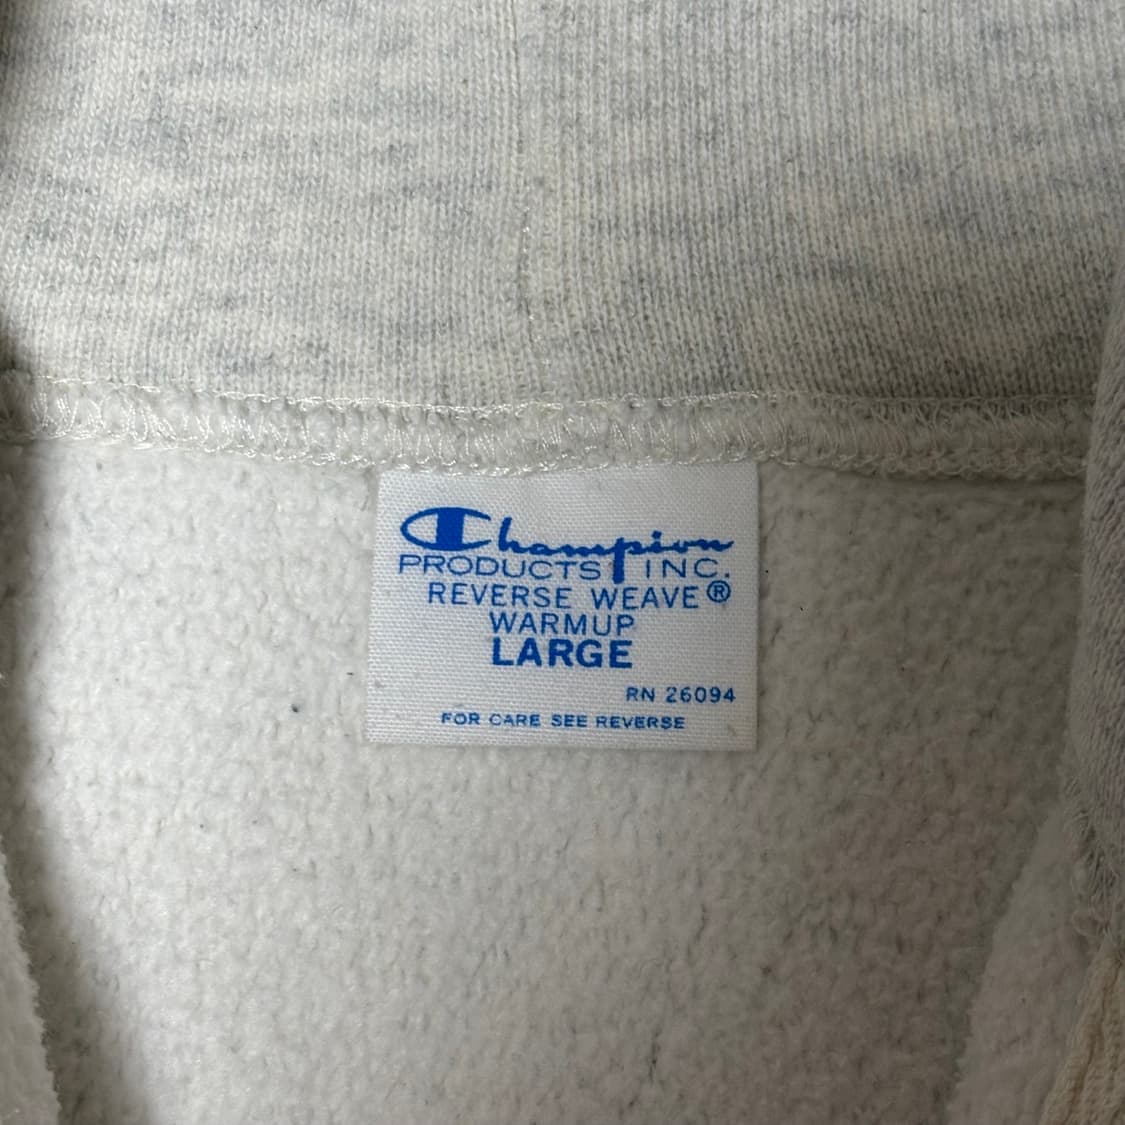 Champion
PRODUCTS INC.
REVERSE WEAVE®
WARMUP
LARGE
RN 26094
FOR CARE SEE REVERSE